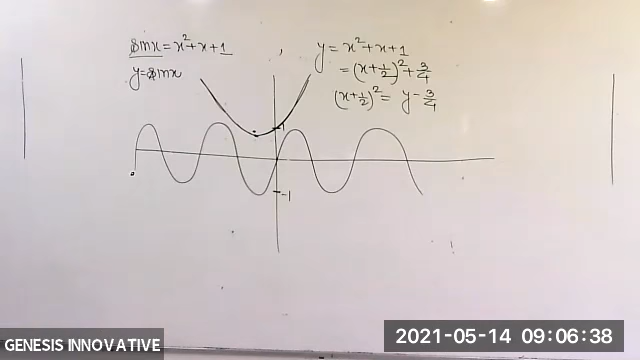 sinx = x²+x+1 , y = x²+x+1
y=sinx
= (x+1/2)²+3/4
(x+1/2)² = y-3/4
1
-1
GENESIS INNOVATIVE
2021-05-14 09:06:38